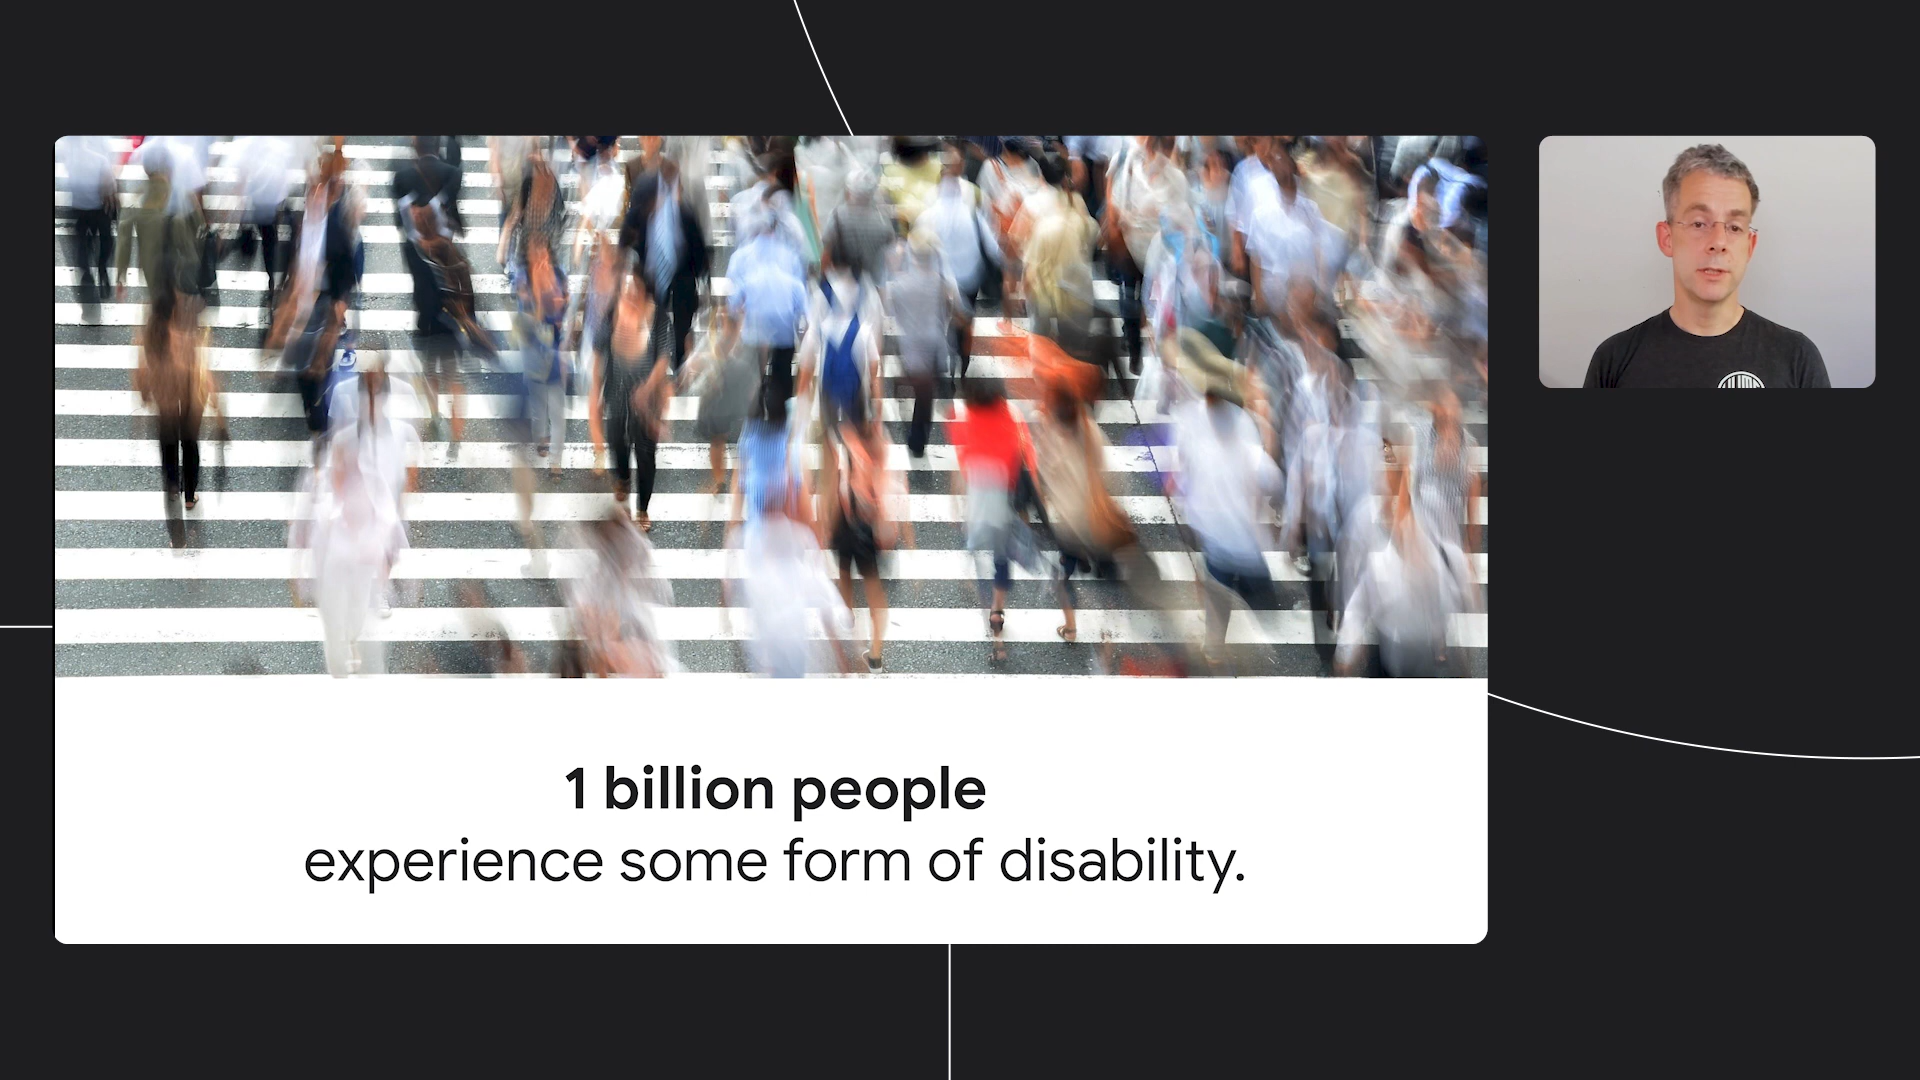 1 billion people
experience some form of disability.